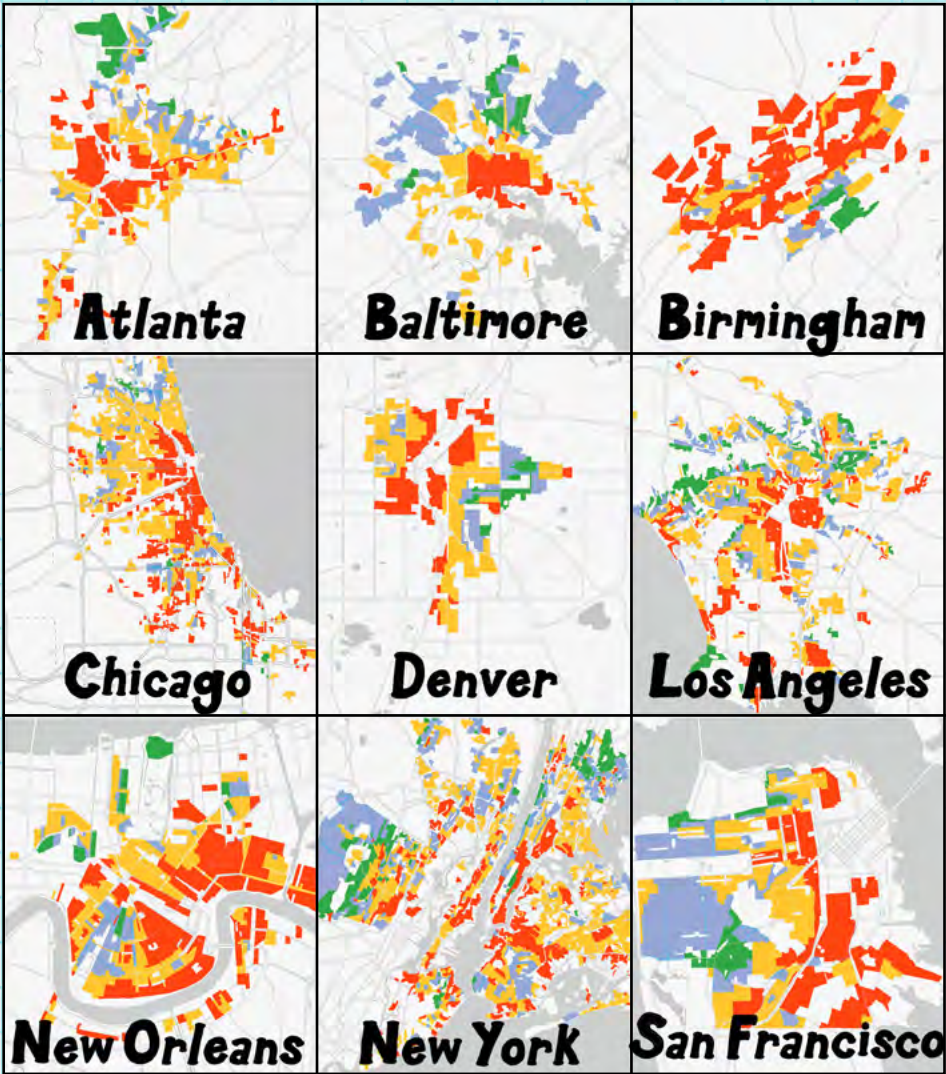 Atlanta
Baltimore
Birmingham
Chicago
Denver
Los Angeles
New Orleans
New York
San Francisco